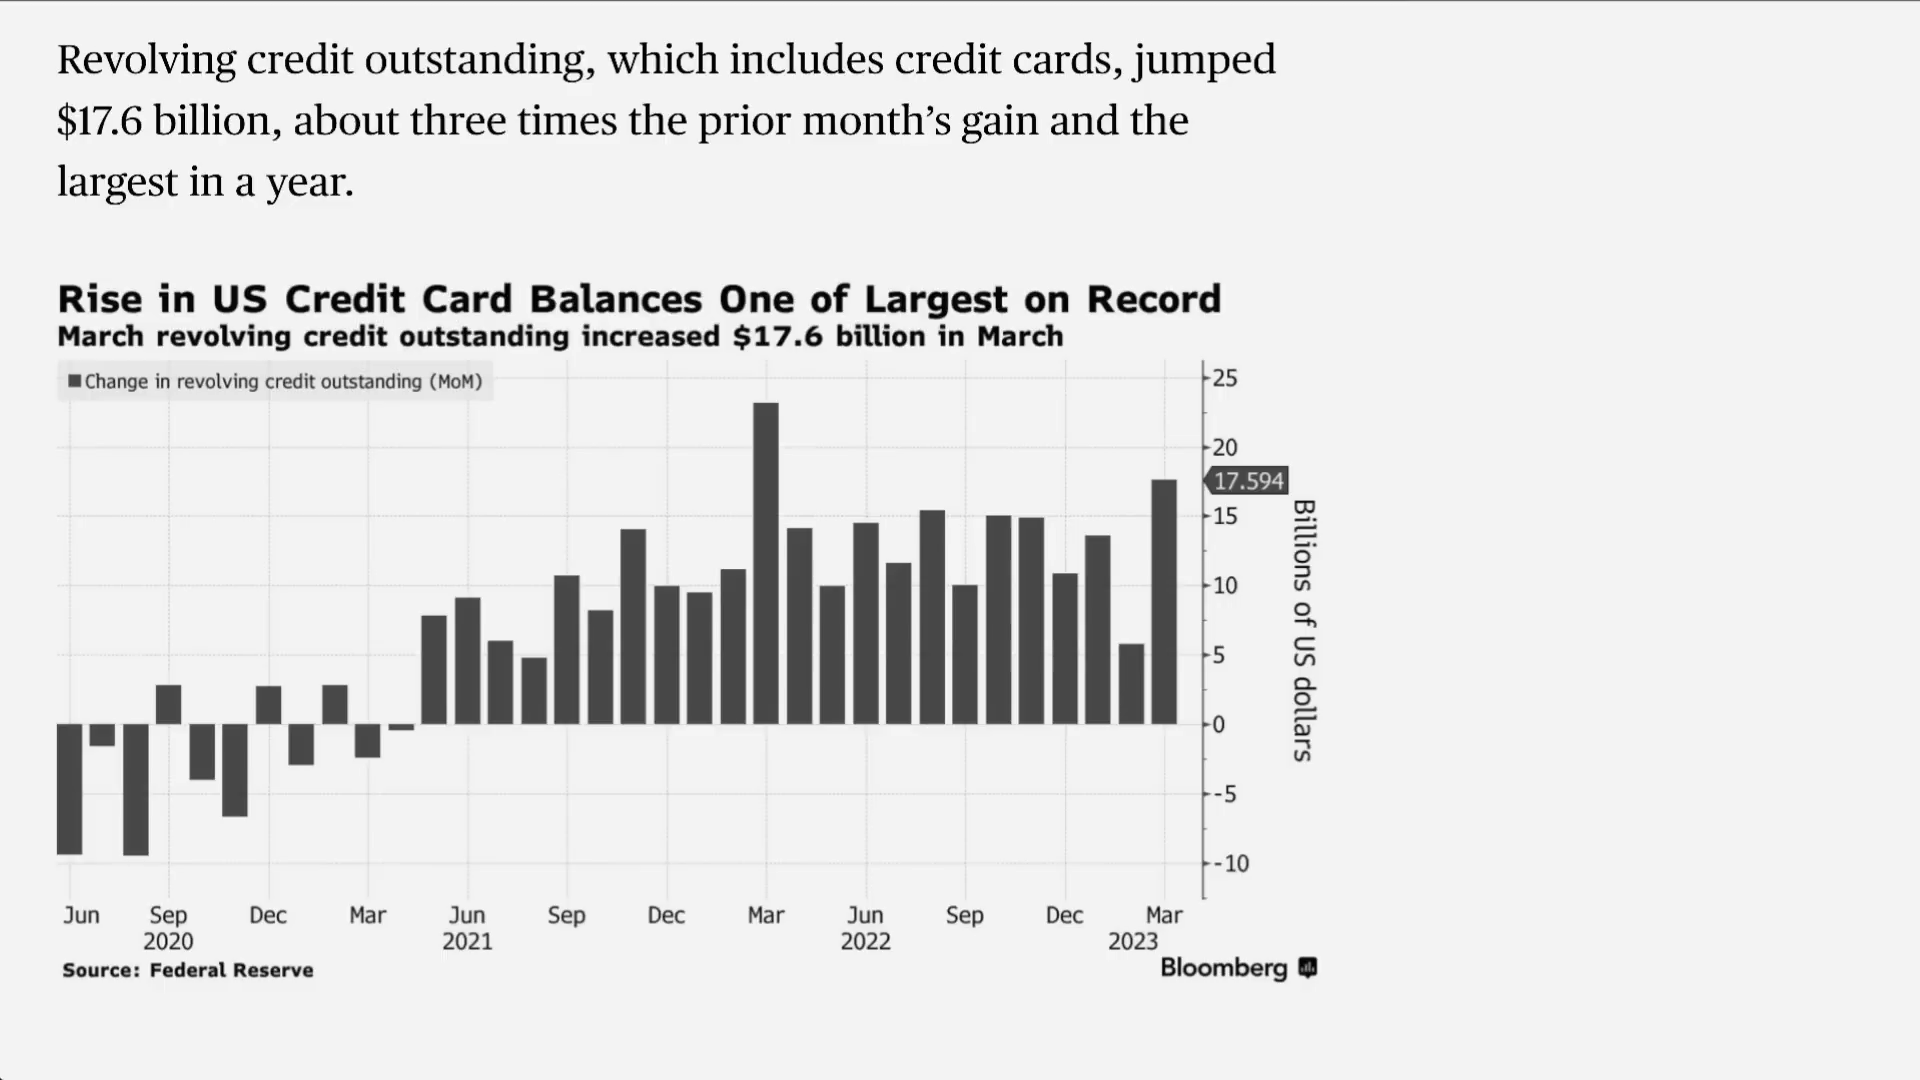 Revolving credit outstanding, which includes credit cards, jumped
$17.6 billion, about three times the prior month’s gain and the
largest in a year.
Rise in US Credit Card Balances One of Largest on Record
March revolving credit outstanding increased $17.6 billion in March
Change in revolving credit outstanding (MoM)
25
20
17.594
15
10
5
0
-5
-10
Billions of US dollars
Jun Sep Dec Mar Jun Sep Dec Mar Jun Sep Dec Mar
2020 2021 2022 2023
Source: Federal Reserve
Bloomberg